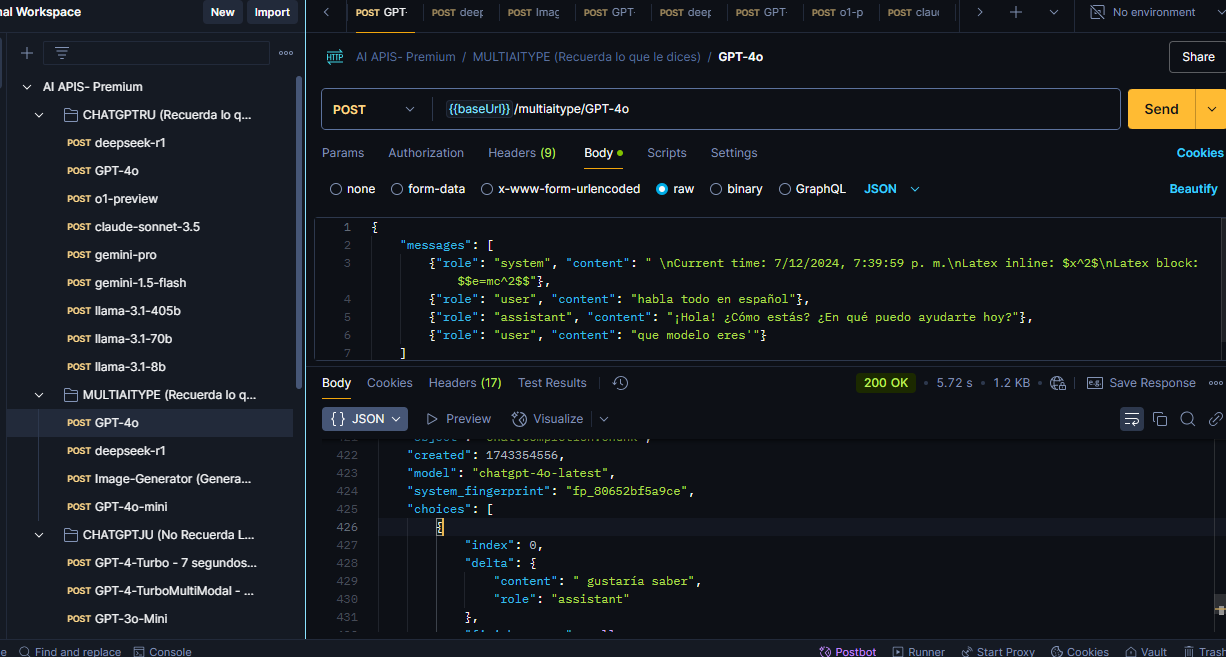 nal Workspace
New
Import
POST GPT-
POST deep
POST Imag
POST GPT-
POST deep
POST GPT-
POST o1-p
POST clau
No environment
AI APIS- Premium
CHATGPTRU (Recuerda lo q...
POST deepseek-r1
POST GPT-4o
POST o1-preview
POST claude-sonnet-3.5
POST gemini-pro
POST gemini-1.5-flash
POST llama-3.1-405b
POST llama-3.1-70b
POST llama-3.1-8b
MULTIAITYPE (Recuerda lo q...
POST GPT-4o
POST deepseek-r1
POST Image-Generator (Genera...
POST GPT-4o-mini
CHATGPTJU (No Recuerda L...
POST GPT-4-Turbo - 7 segundos...
POST GPT-4-TurboMultiModal - ...
POST GPT-3o-Mini
HTTP AI APIS- Premium / MULTIAITYPE (Recuerda lo que le dices) / GPT-4o
Share
POST {{baseUrl}}/multiaitype/GPT-4o
Send
Params Authorization Headers (9) Body Scripts Settings
Cookies
none form-data x-www-form-urlencoded raw binary GraphQL JSON
Beautify
1 {
2 "messages": [
3 {"role": "system", "content": " \nCurrent time: 7/12/2024, 7:39:59 p. m.\nLatex inline: $x^2$\nLatex block:
$$e=mc^2$$"},
4 {"role": "user", "content": "habla todo en español"},
5 {"role": "assistant", "content": "¡Hola! ¿Cómo estás? ¿En qué puedo ayudarte hoy?"},
6 {"role": "user", "content": "que modelo eres'"}
7 ]
Body Cookies Headers (17) Test Results
200 OK • 5.72 s • 1.2 KB
e.g. Save Response
{} JSON Preview Visualize
422 "created": 1743354556,
423 "model": "chatgpt-4o-latest",
424 "system_fingerprint": "fp_80652bf5a9ce",
425 "choices": [
426 {
427 "index": 0,
428 "delta": {
429 "content": " gustaría saber",
430 "role": "assistant"
431 },
e Find and replace Console
Postbot Runner Start Proxy Cookies Vault Trash